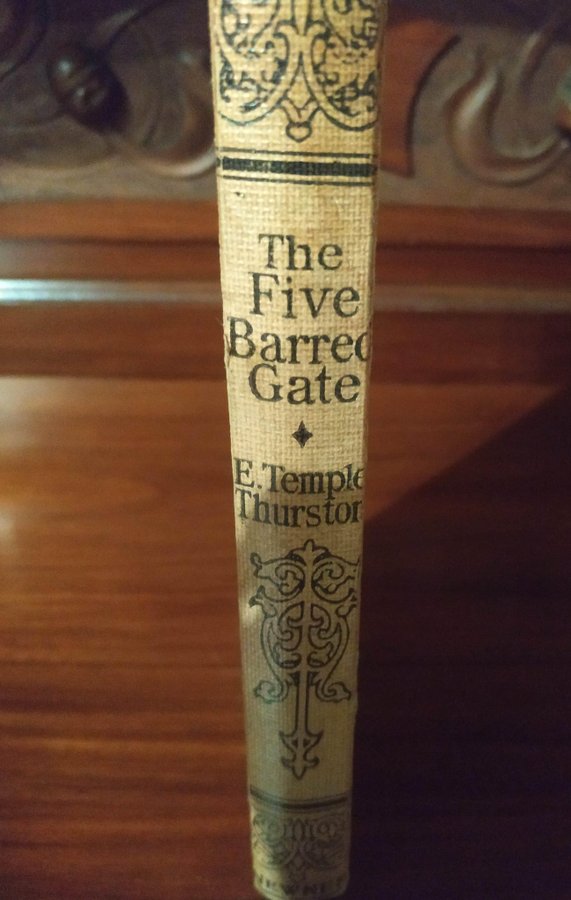 The
Five
Barred
Gate
E. Temple
Thurston